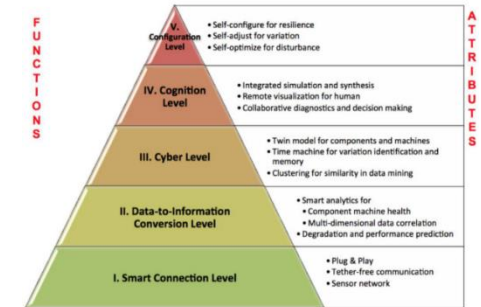 FUNCTIONS
ATTRIBUTES
V.
Configuration
Level
• Self-configure for resilience
• Self-adjust for variation
• Self-optimize for disturbance
IV. Cognition
Level
• Integrated simulation and synthesis
• Remote visualization for human
• Collaborative diagnostics and decision making
III. Cyber Level
• Twin model for components and machines
• Time machine for variation identification and
memory
• Clustering for similarity in data mining
II. Data-to-Information
Conversion Level
• Smart analytics for
• Component machine health
• Multi-dimensional data correlation
• Degradation and performance prediction
I. Smart Connection Level
• Plug & Play
• Tether-free communication
• Sensor network